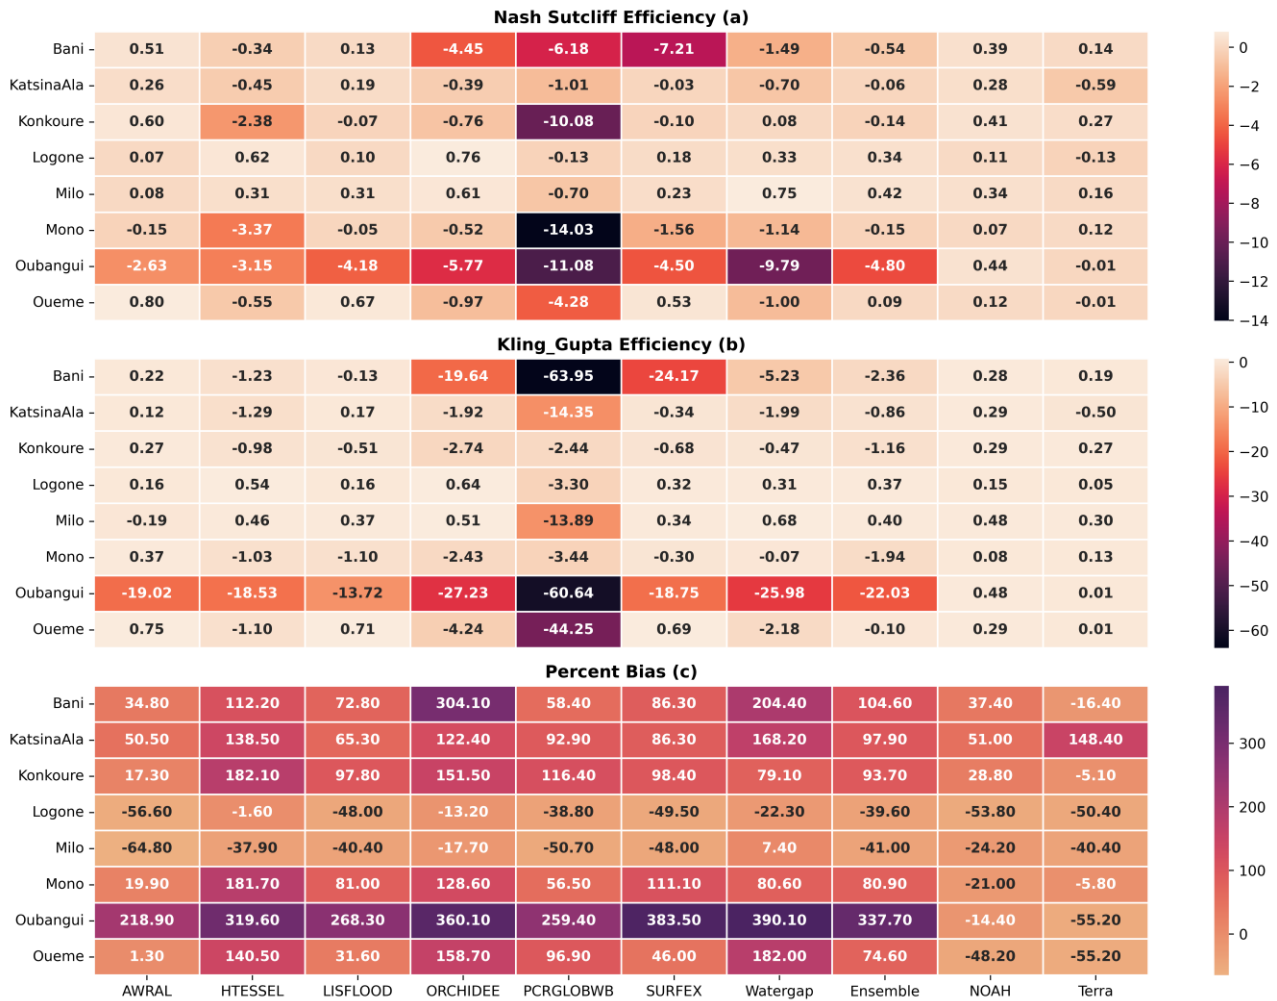 Nash Sutcliff Efficiency (a)
Bani 0.51 -0.34 0.13 -4.45 -6.18 -7.21 -1.49 -0.54 0.39 0.14
KatsinaAla 0.26 -0.45 0.19 -0.39 -1.01 -0.03 -0.70 -0.06 0.28 -0.59
Konkoure 0.60 -2.38 -0.07 -0.76 -10.08 -0.10 0.08 -0.14 0.41 0.27
Logone 0.07 0.62 0.10 0.76 -0.13 0.18 0.33 0.34 0.11 -0.13
Milo 0.08 0.31 0.31 0.61 -0.70 0.23 0.75 0.42 0.34 0.16
Mono -0.15 -3.37 -0.05 -0.52 -14.03 -1.56 -1.14 -0.15 0.07 0.12
Oubangui -2.63 -3.15 -4.18 -5.77 -11.08 -4.50 -9.79 -4.80 0.44 -0.01
Oueme 0.80 -0.55 0.67 -0.97 -4.28 0.53 -1.00 0.09 0.12 -0.01
0
−2
−4
−6
−8
−10
−12
−14
Kling_Gupta Efficiency (b)
Bani 0.22 -1.23 -0.13 -19.64 -63.95 -24.17 -5.23 -2.36 0.28 0.19
KatsinaAla 0.12 -1.29 0.17 -1.92 -14.35 -0.34 -1.99 -0.86 0.29 -0.50
Konkoure 0.27 -0.98 -0.51 -2.74 -2.44 -0.68 -0.47 -1.16 0.29 0.27
Logone 0.16 0.54 0.16 0.64 -3.30 0.32 0.31 0.37 0.15 0.05
Milo -0.19 0.46 0.37 0.51 -13.89 0.34 0.68 0.40 0.48 0.30
Mono 0.37 -1.03 -1.10 -2.43 -3.44 -0.30 -0.07 -1.94 0.08 0.13
Oubangui -19.02 -18.53 -13.72 -27.23 -60.64 -18.75 -25.98 -22.03 0.48 0.01
Oueme 0.75 -1.10 0.71 -4.24 -44.25 0.69 -2.18 -0.10 0.29 0.01
0
−10
−20
−30
−40
−50
−60
Percent Bias (c)
Bani 34.80 112.20 72.80 304.10 58.40 86.30 204.40 104.60 37.40 -16.40
KatsinaAla 50.50 138.50 65.30 122.40 92.90 86.30 168.20 97.90 51.00 148.40
Konkoure 17.30 182.10 97.80 151.50 116.40 98.40 79.10 93.70 28.80 -5.10
Logone -56.60 -1.60 -48.00 -13.20 -38.80 -49.50 -22.30 -39.60 -53.80 -50.40
Milo -64.80 -37.90 -40.40 -17.70 -50.70 -48.00 7.40 -41.00 -24.20 -40.40
Mono 19.90 181.70 81.00 128.60 56.50 111.10 80.60 80.90 -21.00 -5.80
Oubangui 218.90 319.60 268.30 360.10 259.40 383.50 390.10 337.70 -14.40 -55.20
Oueme 1.30 140.50 31.60 158.70 96.90 46.00 182.00 74.60 -48.20 -55.20
300
200
100
0
AWRAL HTESSEL LISFLOOD ORCHIDEE PCRGLOBWB SURFEX Watergap Ensemble NOAH Terra